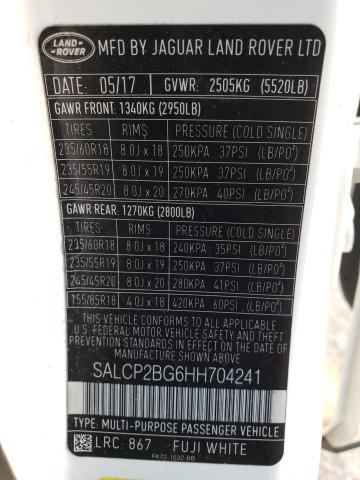 LAND-
ROVER
MFD BY JAGUAR LAND ROVER LTD
DATE: 05/17 GVWR: 2505KG (5520LB)
GAWR FRONT: 1340KG (2950LB)
TIRES RIMS PRESSURE (COLD SINGLE)
235/60R18 8.0J x 18 250KPA 37PSI (LB/PO²)
235/55R19 8.0J x 19 250KPA 37PSI (LB/PO²)
245/45R20 8.0J x 20 270KPA 40PSI (LB/PO²)
GAWR REAR: 1270KG (2800LB)
TIRES RIMS PRESSURE (COLD SINGLE)
235/60R18 8.0J x 18 240KPA 35PSI (LB/PO²)
235/55R19 8.0J x 19 250KPA 37PSI (LB/PO²)
245/45R20 8.0J x 20 280KPA 41PSI (LB/PO²)
155/85R18 4.0J x 18 420KPA 60PSI (LB/PO²)
THIS VEHICLE CONFORMS TO ALL APPLICABLE
FEDERAL MOTOR VEHICLE SAFETY AND THEFT
PREVENTION STANDARDS IN EFFECT ON THE DATE
OF MANUFACTURE SHOWN ABOVE.
SALCP2BG6HH704241
TYPE: MULTI-PURPOSE PASSENGER VEHICLE
LRC 867 FUJI WHITE
FK72-1532-BB